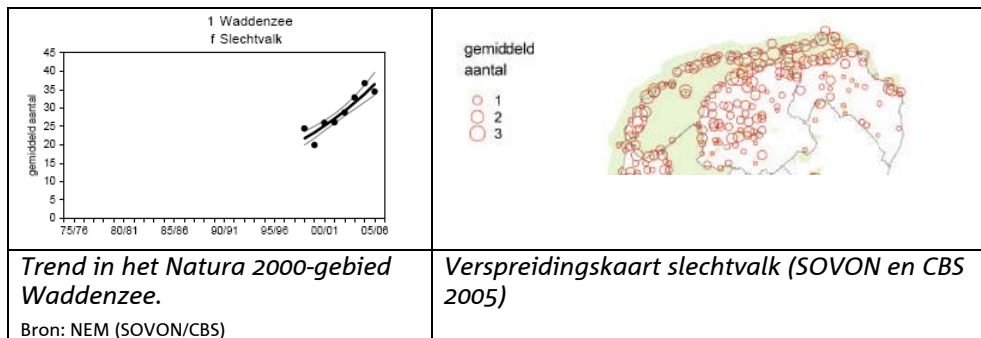 1 Waddenzee
f Slechtvalk
45
40
35
30
25
20
15
10
5
0
gemiddeld aantal
75/76 80/81 85/86 90/91 95/96 00/01 05/06
gemiddeld
aantal
1
2
3
Trend in het Natura 2000-gebied
Waddenzee.
Bron: NEM (SOVON/CBS)
Verspreidingskaart slechtvalk (SOVON en CBS
2005)